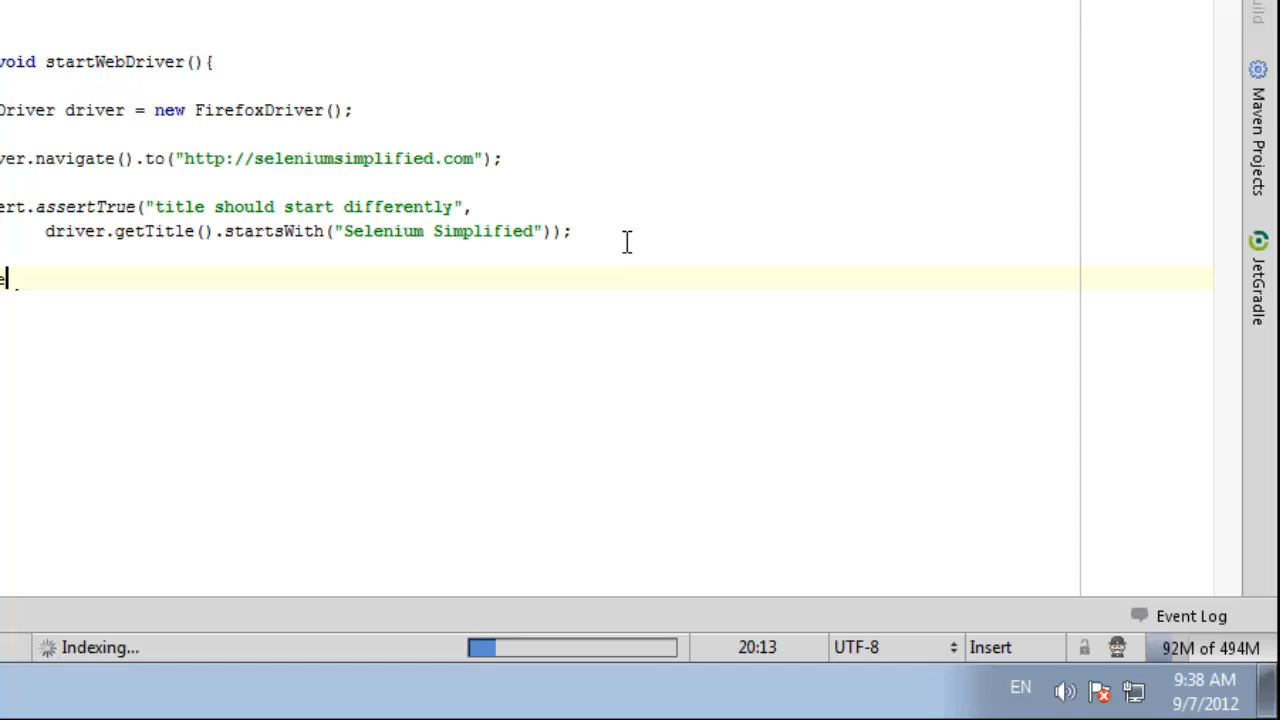 void startWebDriver(){
Driver driver = new FirefoxDriver();
ver.navigate().to("http://seleniumsimplified.com");
ert.assertTrue("title should start differently",
driver.getTitle().startsWith("Selenium Simplified"));
e
Maven Projects
JetGradle
Event Log
Indexing...
20:13
UTF-8
Insert
92M of 494M
EN
9:38 AM
9/7/2012